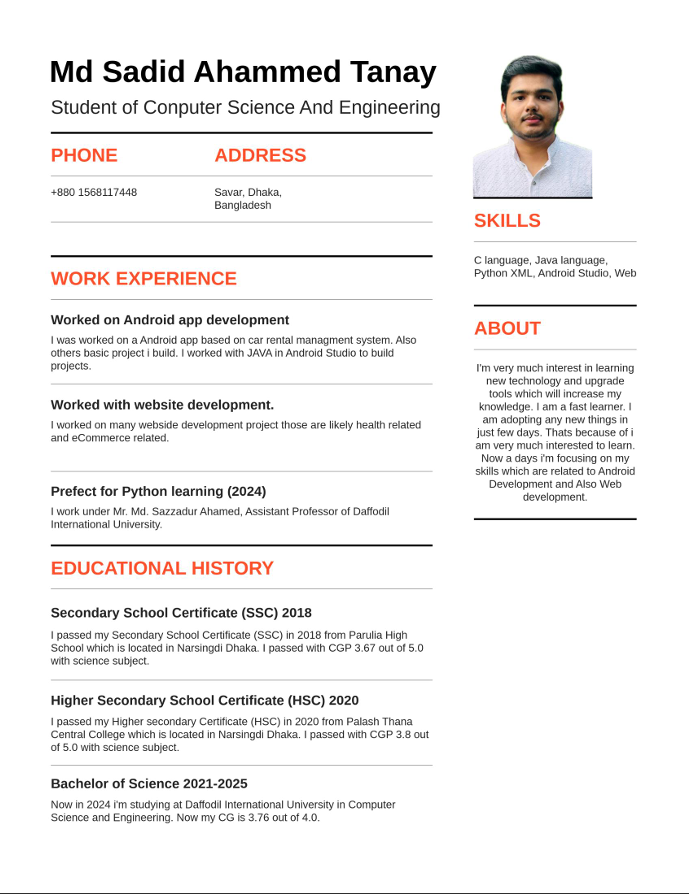 Md Sadid Ahammed Tanay
Student of Conputer Science And Engineering
PHONE
+880 1568117448
ADDRESS
Savar, Dhaka,
Bangladesh
WORK EXPERIENCE
Worked on Android app development
I was worked on a Android app based on car rental managment system. Also
others basic project i build. I worked with JAVA in Android Studio to build
projects.
Worked with website development.
I worked on many webside development project those are likely health related
and eCommerce related.
Prefect for Python learning (2024)
I work under Mr. Md. Sazzadur Ahamed, Assistant Professor of Daffodil
International University.
EDUCATIONAL HISTORY
Secondary School Certificate (SSC) 2018
I passed my Secondary School Certificate (SSC) in 2018 from Parulia High
School which is located in Narsingdi Dhaka. I passed with CGP 3.67 out of 5.0
with science subject.
Higher Secondary School Certificate (HSC) 2020
I passed my Higher secondary Certificate (HSC) in 2020 from Palash Thana
Central College which is located in Narsingdi Dhaka. I passed with CGP 3.8 out
of 5.0 with science subject.
Bachelor of Science 2021-2025
Now in 2024 i'm studying at Daffodil International University in Computer
Science and Engineering. Now my CG is 3.76 out of 4.0.
SKILLS
C language, Java language,
Python XML, Android Studio, Web
ABOUT
I'm very much interest in learning
new technology and upgrade
tools which will increase my
knowledge. I am a fast learner. I
am adopting any new things in
just few days. Thats because of i
am very much interested to learn.
Now a days i'm focusing on my
skills which are related to Android
Development and Also Web
development.